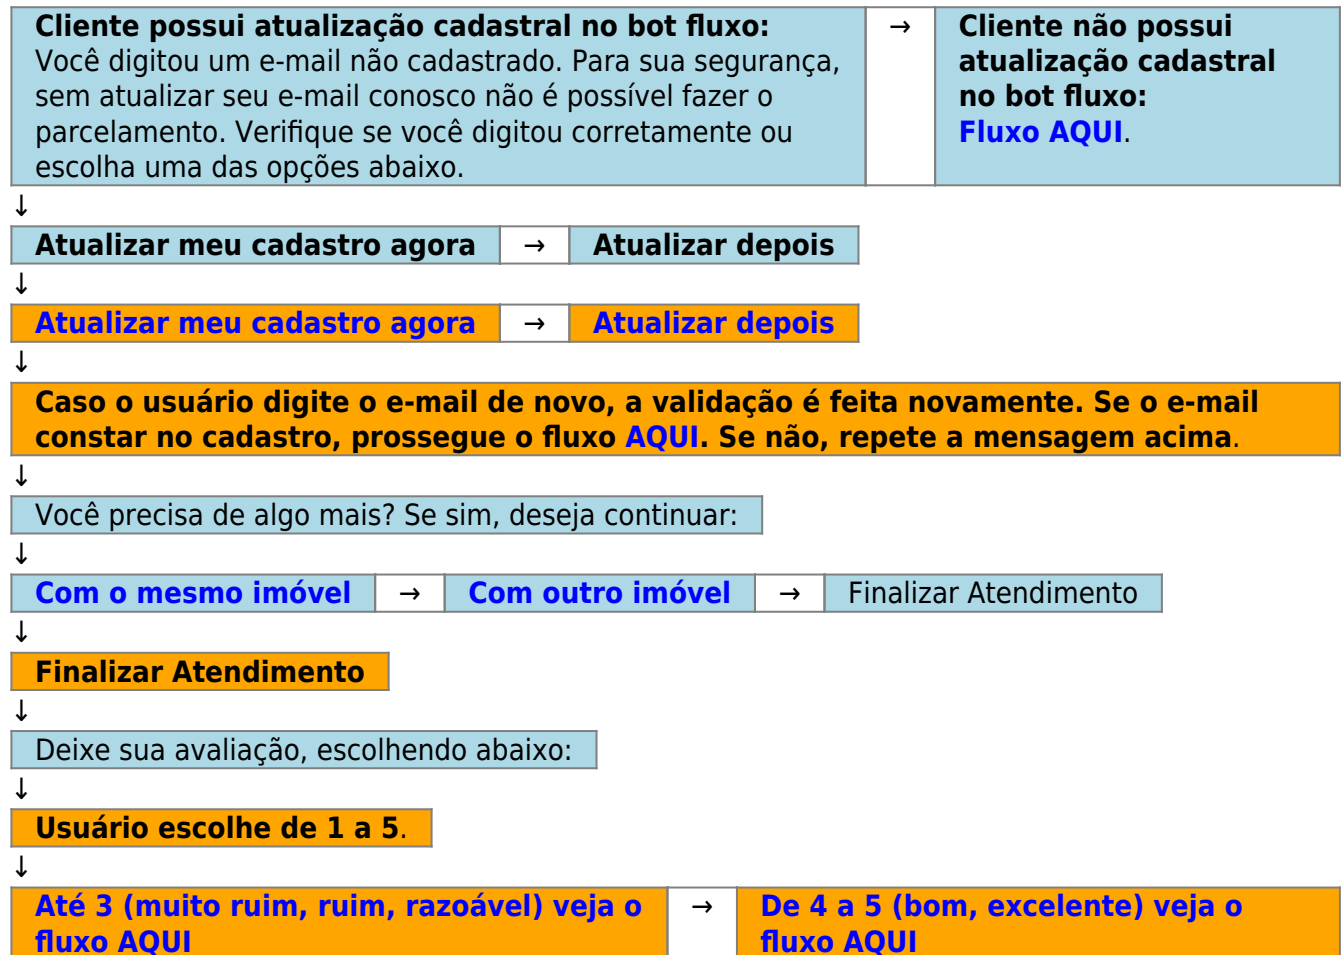 Cliente possui atualização cadastral no bot fluxo:
Você digitou um e-mail não cadastrado. Para sua segurança,
sem atualizar seu e-mail conosco não é possível fazer o
parcelamento. Verifique se você digitou corretamente ou
escolha uma das opções abaixo.
→
Cliente não possui
atualização cadastral
no bot fluxo:
Fluxo AQUI.
↓
Atualizar meu cadastro agora → Atualizar depois
↓
Atualizar meu cadastro agora → Atualizar depois
↓
Caso o usuário digite o e-mail de novo, a validação é feita novamente. Se o e-mail
constar no cadastro, prossegue o fluxo AQUI. Se não, repete a mensagem acima.
↓
Você precisa de algo mais? Se sim, deseja continuar:
↓
Com o mesmo imóvel → Com outro imóvel → Finalizar Atendimento
↓
Finalizar Atendimento
↓
Deixe sua avaliação, escolhendo abaixo:
↓
Usuário escolhe de 1 a 5.
↓
Até 3 (muito ruim, ruim, razoável) veja o
fluxo AQUI
→
De 4 a 5 (bom, excelente) veja o
fluxo AQUI